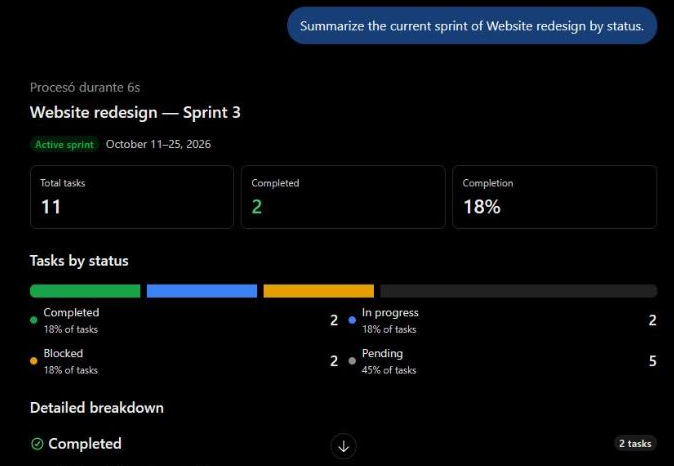 Summarize the current sprint of Website redesign by status.
Procesó durante 6s
Website redesign — Sprint 3
Active sprint October 11–25, 2026
Total tasks
11
Completed
2
Completion
18%
Tasks by status
Completed
18% of tasks
2
In progress
18% of tasks
2
Blocked
18% of tasks
2
Pending
45% of tasks
5
Detailed breakdown
Completed 2 tasks